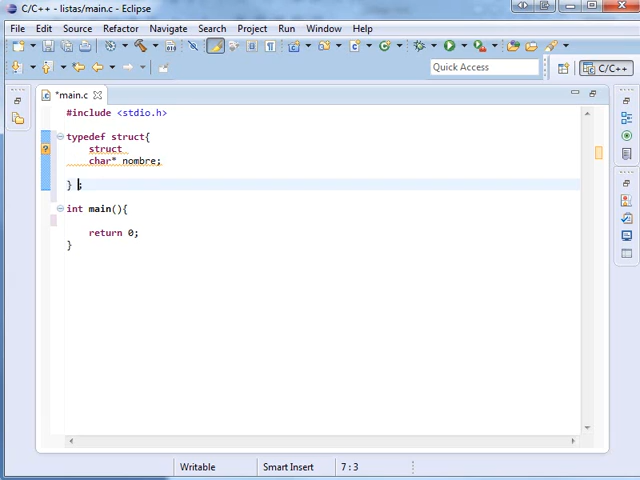 C/C++ - listas/main.c - Eclipse
File Edit Source Refactor Navigate Search Project Run Window Help
Quick Access
C/C++
*main.c
#include <stdio.h>
typedef struct{
struct
char* nombre;
} ;
int main(){
return 0;
}
Writable Smart Insert 7 : 3